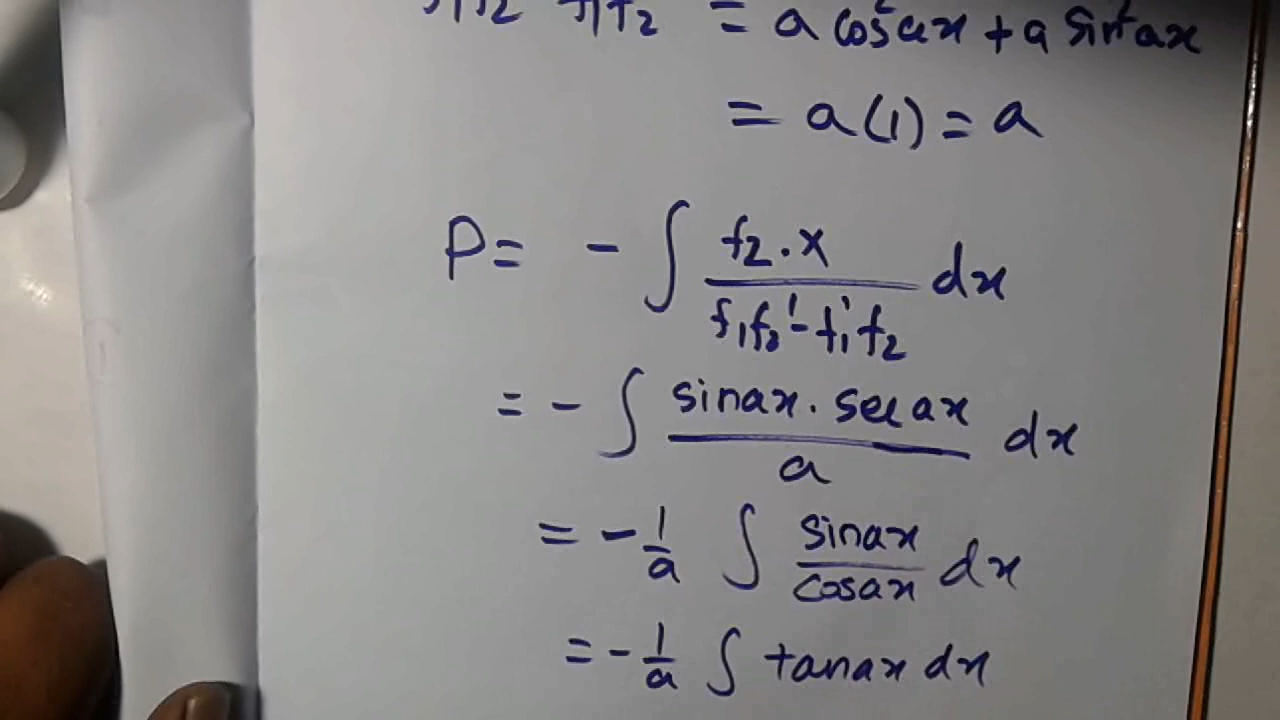 = a cos²ax + a sin²ax
= a(1) = a
P = - ∫ f₂.x / f₁f₂' - f₁'f₂ dx
= - ∫ sinax . secax / a dx
= - 1/a ∫ sinax / cosax dx
= - 1/a ∫ tanax dx